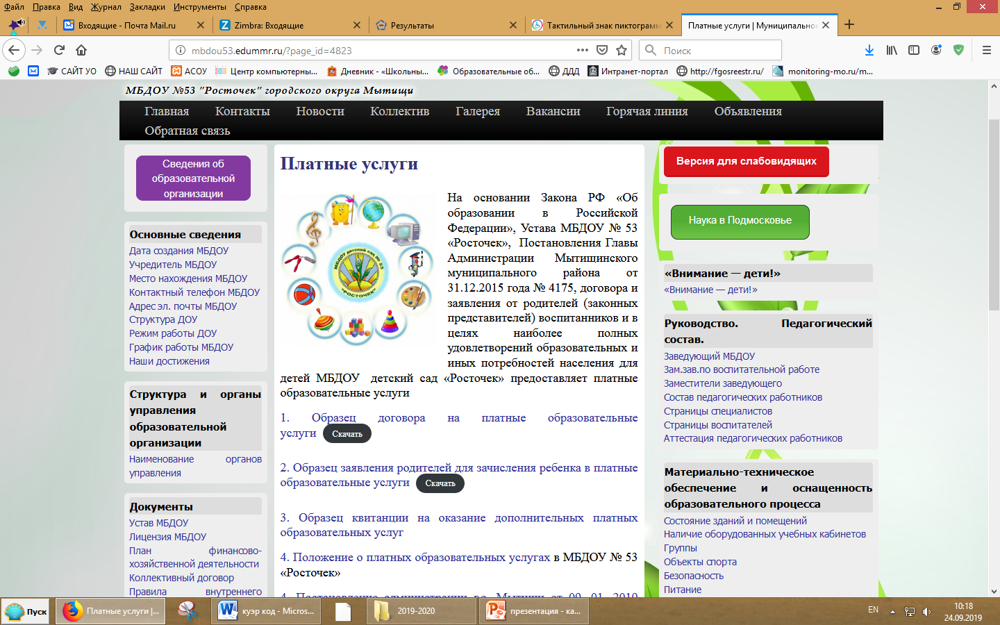 Файл Правка Вид Журнал Закладки Инструменты Справка
Входящие - Почта Mail.ru
Zimbra: Входящие
Результаты
Тактильный знак пиктограмм
Платные услуги | Муниципальное
mbdou53.edummr.ru/?page_id=4823
Поиск
САЙТ УО НАШ САЙТ АСОУ Центр компьютерны... Дневник - «Школьны... Образовательные об... ДДД Интранет-портал http://fgosreestr.ru/ monitoring-mo.ru/m...
МБДОУ №53 "Росточек" городского округа Мытищи
Главная Контакты Новости Коллектив Галерея Вакансии Горячая линия Объявления
Обратная связь
Сведения об
образовательной
организации
Основные сведения
Дата создания МБДОУ
Учредитель МБДОУ
Место нахождения МБДОУ
Контактный телефон МБДОУ
Адрес эл. почты МБДОУ
Структура ДОУ
Режим работы ДОУ
График работы МБДОУ
Наши достижения
Структура и органы
управления
образовательной
организации
Наименование органов
управления
Документы
Устав МБДОУ
Лицензия МБДОУ
План финансово-
хозяйственной деятельности
Коллективный договор
Правила внутреннего
Платные услуги
МБДОУ детский сад № 53
«РОСТОЧЕК»
На основании Закона РФ «Об
образовании в Российской
Федерации», Устава МБДОУ № 53
«Росточек», Постановления Главы
Администрации Мытищинского
муниципального района от
31.12.2015 года № 4175, договора и
заявления от родителей (законных
представителей) воспитанников и в
целях наиболее полных
удовлетворений образовательных и
иных потребностей населения для
детей МБДОУ детский сад «Росточек» предоставляет платные
образовательные услуги
1. Образец договора на платные образовательные
услуги Скачать
2. Образец заявления родителей для зачисления ребенка в платные
образовательные услуги Скачать
3. Образец квитанции на оказание дополнительных платных
образовательных услуг
4. Положение о платных образовательных услугах в МБДОУ № 53
«Росточек»
4. Постановление администрации г.о. Мытищи от 09. 01. 2019
Версия для слабовидящих
Наука в Подмосковье
«Внимание — дети!»
«Внимание — дети!»
Руководство. Педагогический
состав.
Заведующий МБДОУ
Зам.зав.по воспитательной работе
Заместители заведующего
Состав педагогических работников
Страницы специалистов
Страницы воспитателей
Аттестация педагогических работников
Материально-техническое
обеспечение и оснащенность
образовательного процесса
Состояние зданий и помещений
Наличие оборудованных учебных кабинетов
Группы
Объекты спорта
Безопасность
Питание
Пуск
Платные услуги |...
куэр код - Micros...
2019-2020
презентация - ка...
EN
10:18
24.09.2019